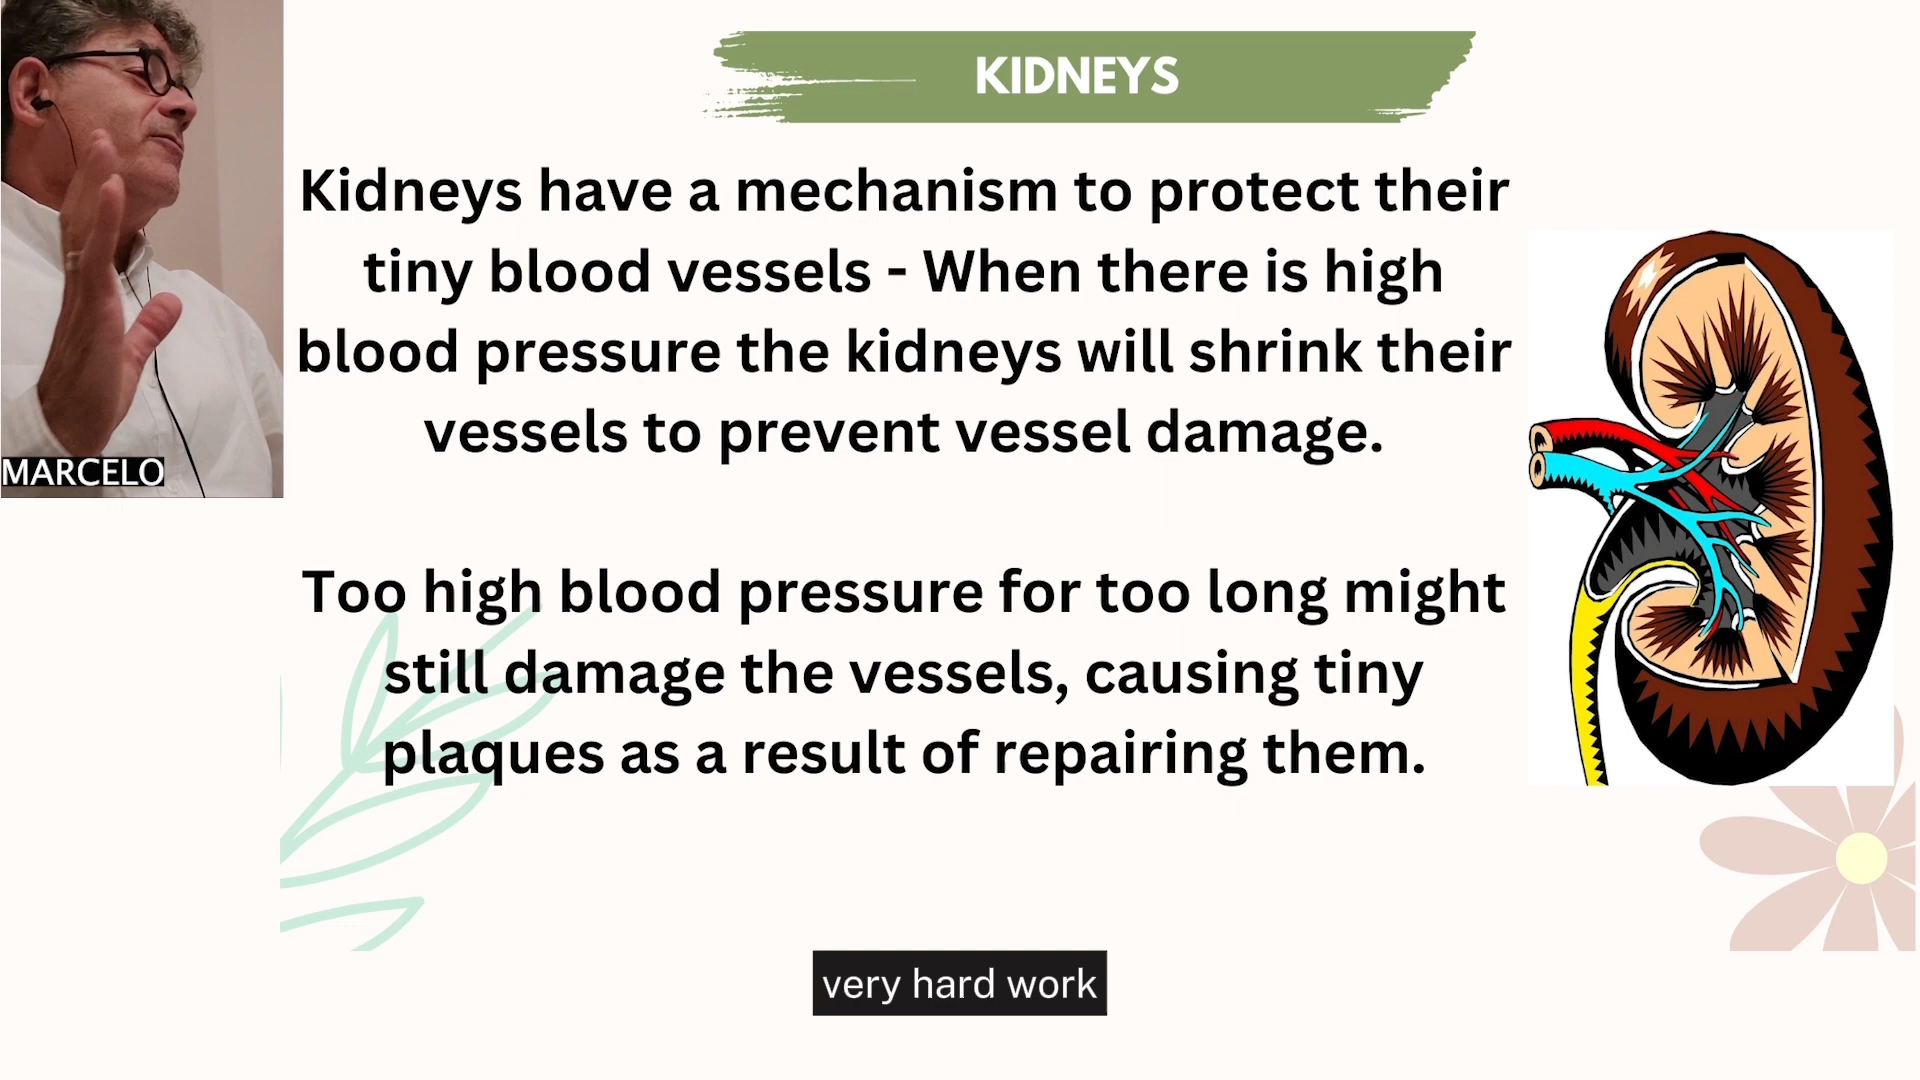 KIDNEYS
Kidneys have a mechanism to protect their
tiny blood vessels - When there is high
blood pressure the kidneys will shrink their
vessels to prevent vessel damage.
MARCELO
Too high blood pressure for too long might
still damage the vessels, causing tiny
plaques as a result of repairing them.
very hard work